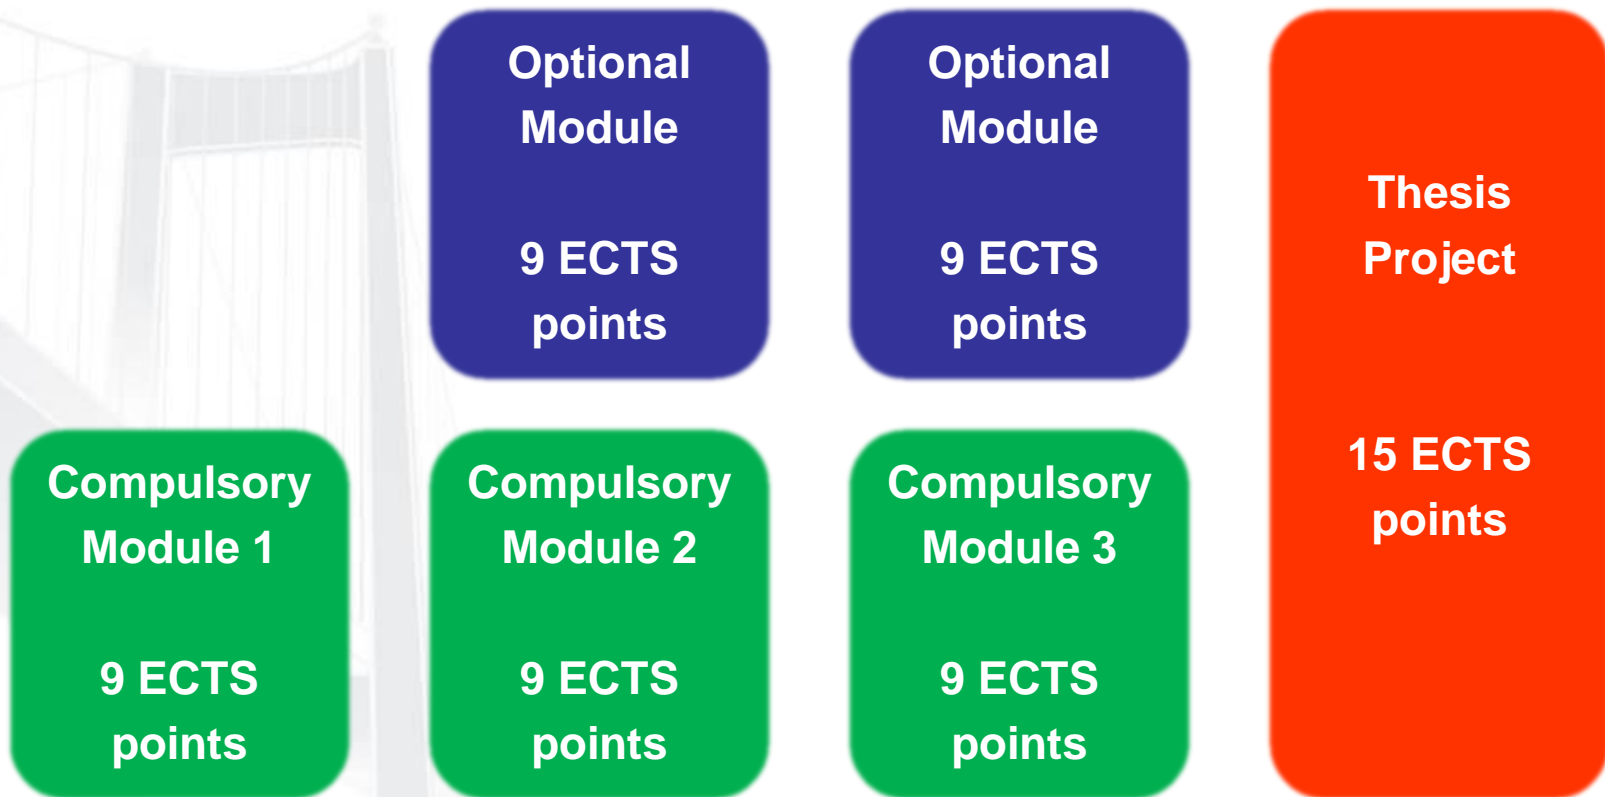 Optional
Module
9 ECTS
points
Optional
Module
9 ECTS
points
Thesis
Project
15 ECTS
points
Compulsory
Module 1
9 ECTS
points
Compulsory
Module 2
9 ECTS
points
Compulsory
Module 3
9 ECTS
points